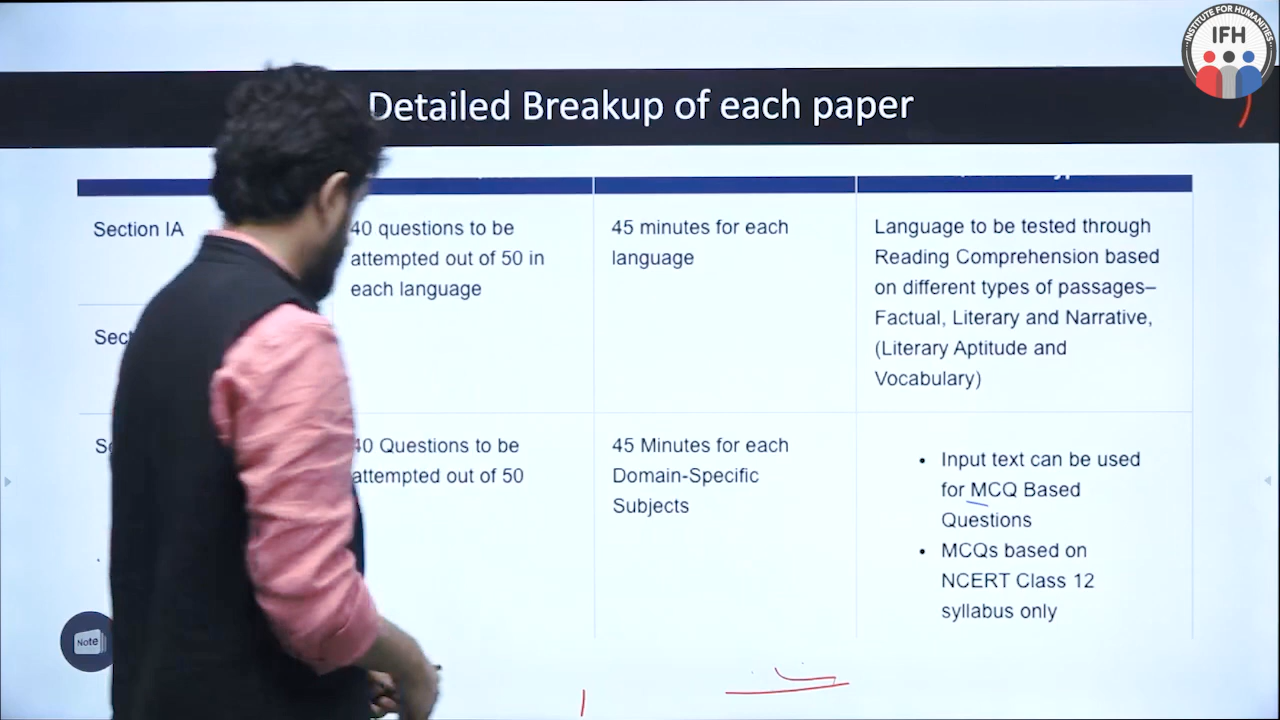 INSTITUTE FOR HUMANITIES
IFH
Detailed Breakup of each paper
Section IA
40 questions to be
attempted out of 50 in
each language
45 minutes for each
language
Language to be tested through
Reading Comprehension based
on different types of passages–
Factual, Literary and Narrative,
(Literary Aptitude and
Vocabulary)
40 Questions to be
attempted out of 50
45 Minutes for each
Domain-Specific
Subjects
• Input text can be used
for MCQ Based
Questions
• MCQs based on
NCERT Class 12
syllabus only
Note